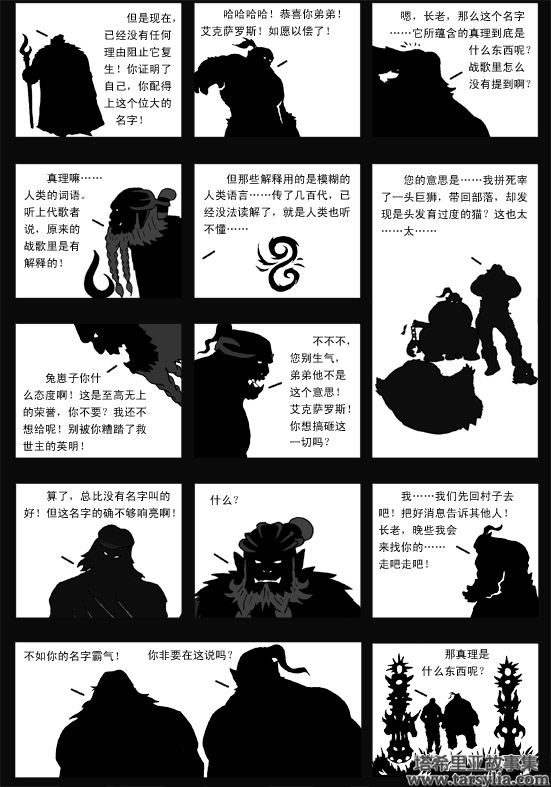 但是现在，
已经没有任何
理由阻止它复
生！你证明了
自己，你配得
上这个位大的
名字！
哈哈哈哈！恭喜你弟弟！
艾克萨罗斯！如愿以偿了！
嗯，长老，那么这个名字
……它所蕴含的真理到底是
什么东西呢？
战歌里怎么
没有提到啊？
真理嘛……
人类的词语。
听上代歌者
说，原来的
战歌里是有
解释的！
但那些解释用的是模糊的
人类语言……传了几百代，已
经没法读解了，就是人类也听
不懂……
您的意思是……我拼死宰
了一头巨狮，带回部落，却发
现是头发育过度的猫？这也太
……太……
兔崽子你什
么态度啊！这是至高无上
的荣誉，你不要？我还不
想给呢！别被你糟踏了救
世主的英明！
不不不，
您别生气，
弟弟他不是
这个意思！
艾克萨罗斯！
你想搞砸这
一切吗？
算了，总比没有名字叫的
好！但这名字的确不够响亮啊！
什么？
我……我们先回村子去
吧！把好消息告诉其他人！
长老，晚些我会
来找你的……
走吧走吧！
不如你的名字霸气！
你非要在这说吗？
那真理是
什么东西呢？
塔希里亚故事集
www.tarsylia.com